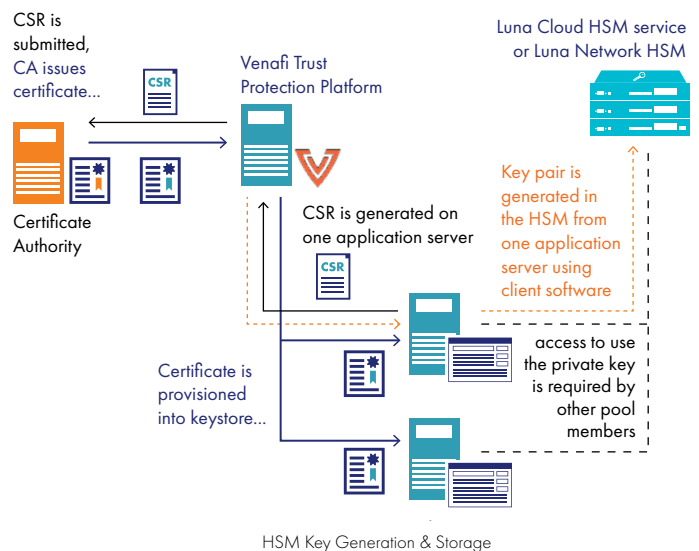 CSR is
submitted,
CA issues
certificate...
CSR
Venafi Trust
Protection Platform
Luna Cloud HSM service
or Luna Network HSM
Certificate
Authority
CSR is generated on
one application server
CSR
Key pair is
generated in
the HSM from
one application
server using
client software
access to use
the private key
is required by
other pool
members
Certificate is
provisioned
into keystore...
HSM Key Generation & Storage